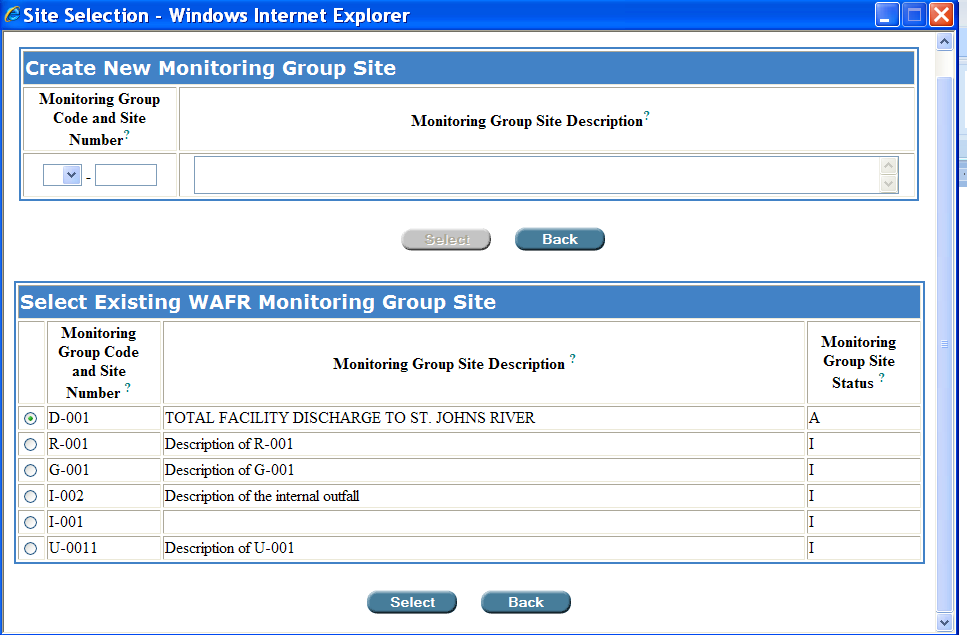 Site Selection - Windows Internet Explorer
Create New Monitoring Group Site
Monitoring Group
Code and Site
Number?
Monitoring Group Site Description?
-
Select
Back
Select Existing WAFR Monitoring Group Site
Monitoring
Group Code
and Site
Number ?
Monitoring Group Site Description ?
Monitoring
Group Site
Status ?
D-001 TOTAL FACILITY DISCHARGE TO ST. JOHNS RIVER A
R-001 Description of R-001 I
G-001 Description of G-001 I
I-002 Description of the internal outfall I
I-001 I
U-0011 Description of U-001 I
Select
Back